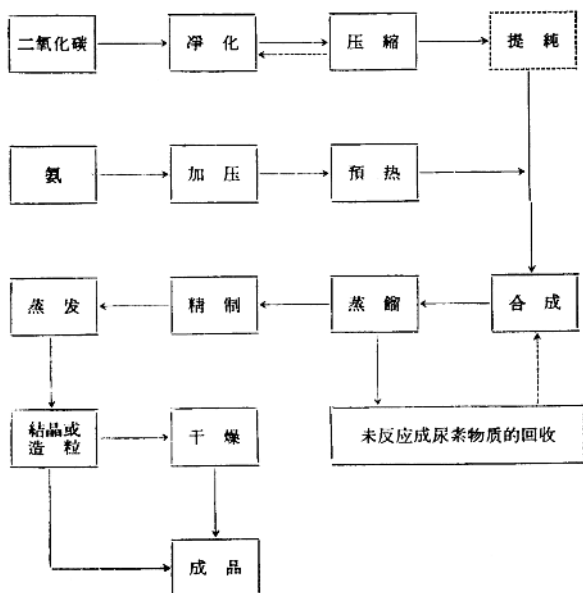 二氧化碳
凈化
压縮
提純
氨
加压
預热
蒸发
精制
蒸餾
合成
結晶或
造粒
干燥
未反应成尿素物质的回收
成品